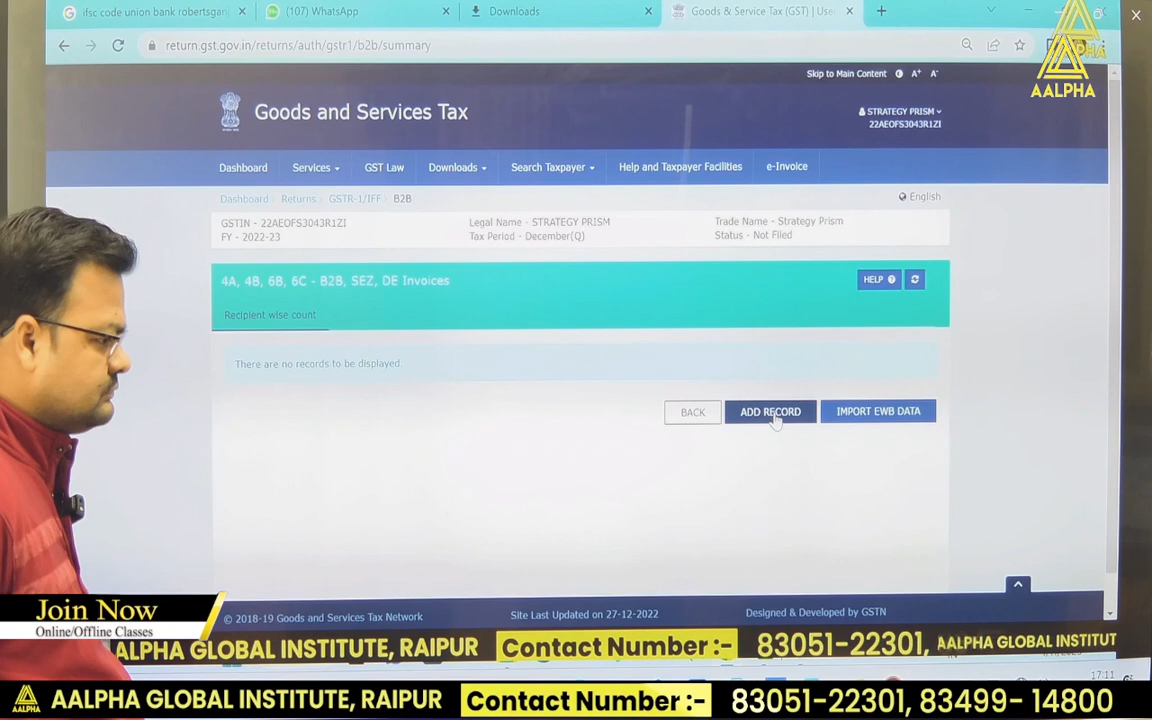 ifsc code union bank robertsgan
(107) WhatsApp
Downloads
Goods & Service Tax (GST) | Use
return.gst.gov.in/returns/auth/gstr1/b2b/summary
AALPHA
Skip to Main Content A+ A-
Goods and Services Tax
STRATEGY PRISM
22AEOFS3043R1ZI
Dashboard Services GST Law Downloads Search Taxpayer Help and Taxpayer Facilities e-Invoice
Dashboard Returns GSTR-1/IFF B2B
English
GSTIN - 22AEOFS3043R1ZI Legal Name - STRATEGY PRISM Trade Name - Strategy Prism
FY - 2022-23 Tax Period - December(Q) Status - Not Filed
4A, 4B, 6B, 6C - B2B, SEZ, DE Invoices
HELP
Recipient wise count
There are no records to be displayed.
BACK ADD RECORD IMPORT EWB DATA
© 2018-19 Goods and Services Tax Network Site Last Updated on 27-12-2022 Designed & Developed by GSTN
Join Now
Online/Offline Classes
ALPHA GLOBAL INSTITUTE, RAIPUR Contact Number :- 83051-22301, AALPHA GLOBAL INSTITUT
17:11
AALPHA GLOBAL INSTITUTE, RAIPUR Contact Number :- 83051-22301, 83499- 14800